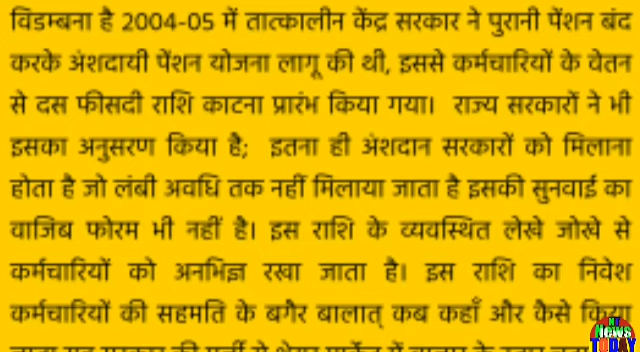 विडम्बना है 2004-05 में तात्कालीन केंद्र सरकार ने पुरानी पेंशन बंद
करके अंशदायी पेंशन योजना लागू की थी, इससे कर्मचारियों के वेतन
से दस फीसदी राशि काटना प्रारंभ किया गया। राज्य सरकारों ने भी
इसका अनुसरण किया है; इतना ही अंशदान सरकारों को मिलाना
होता है जो लंबी अवधि तक नहीं मिलाया जाता है इसकी सुनवाई का
वाजिब फोरम भी नहीं है। इस राशि के व्यवस्थित लेखे जोखे से
कर्मचारियों को अनभिज्ञ रखा जाता है। इस राशि का निवेश
कर्मचारियों की सहमति के बगैर बालात् कब कहाँ और कैसे
News
TODAY